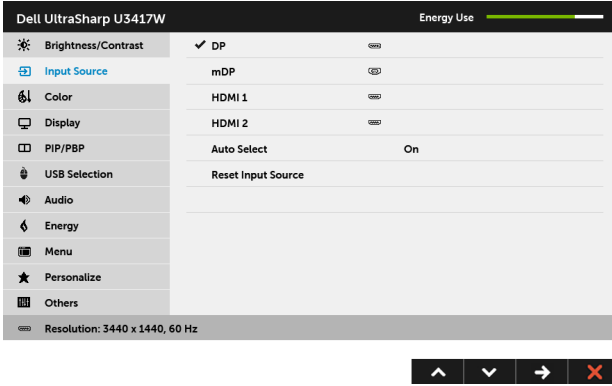 Dell UltraSharp U3417W Energy Use
Brightness/Contrast DP
Input Source mDP
Color HDMI 1
Display HDMI 2
PIP/PBP Auto Select On
USB Selection Reset Input Source
Audio
Energy
Menu
Personalize
Others
Resolution: 3440 x 1440, 60 Hz